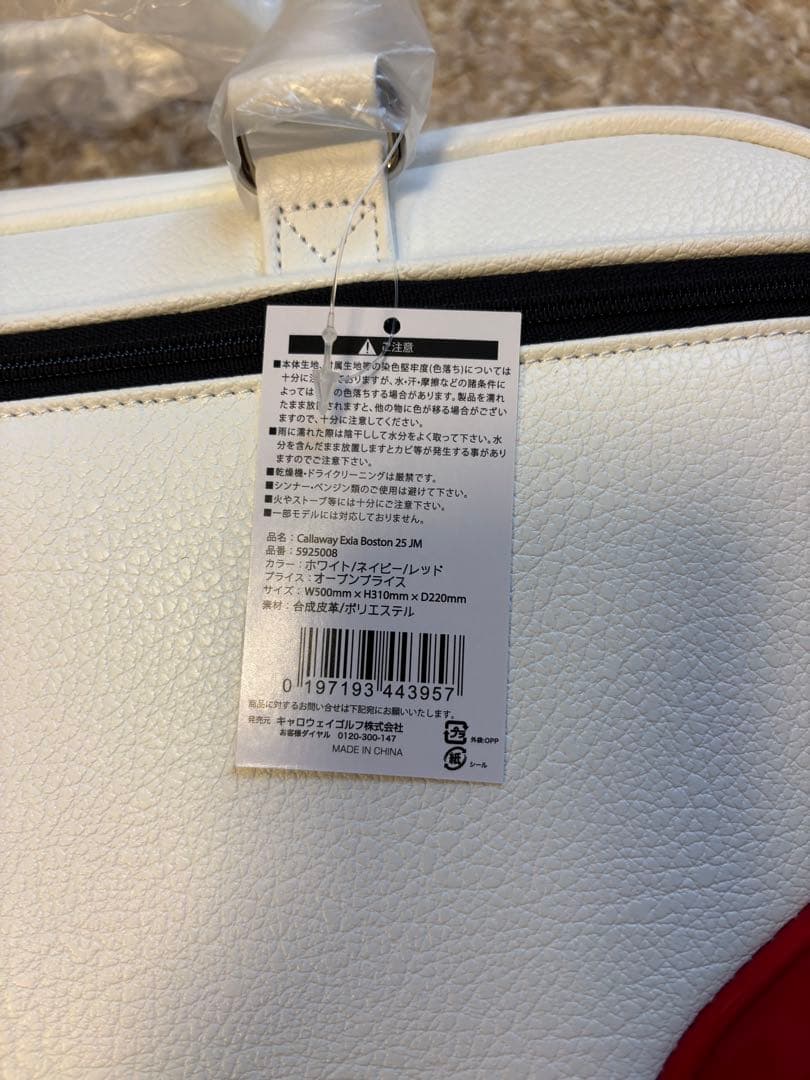 ご注意
■本体生地、付属生地等の染色堅牢度(色落ち)については
十分に注 ておりますが、水・汗・摩擦などの諸条件に
よっては の色落ちする場合があります。製品を濡れ
たまま放置されますと、他の物に色が移る場合がござい
ますので、十分に注意してください。
■雨に濡れた際は陰干しして水分をよく取って下さい。水
分を含んだまま放置しますとカビ等が発生する事があり
ますのでご注意下さい。
■乾燥機・ドライクリーニングは厳禁です。
■シンナー・ベンジン類のご使用は避けて下さい。
■火やストーブ等には十分にご注意下さい。
■一部モデルには対応しておりません。
品名：Callaway Exia Boston 25 JM
品番：5925008
カラー：ホワイト/ネイビー/レッド
プライス：オープンプライス
サイズ：W500mm × H310mm × D220mm
素材：合成皮革/ポリエステル
0 197193 443957
商品に対するお問い合せは下記宛にお願いいたします。
発売元 キャロウェイゴルフ株式会社
お客様ダイヤル 0120-300-147
MADE IN CHINA
プラ 外袋:OPP
紙 シール